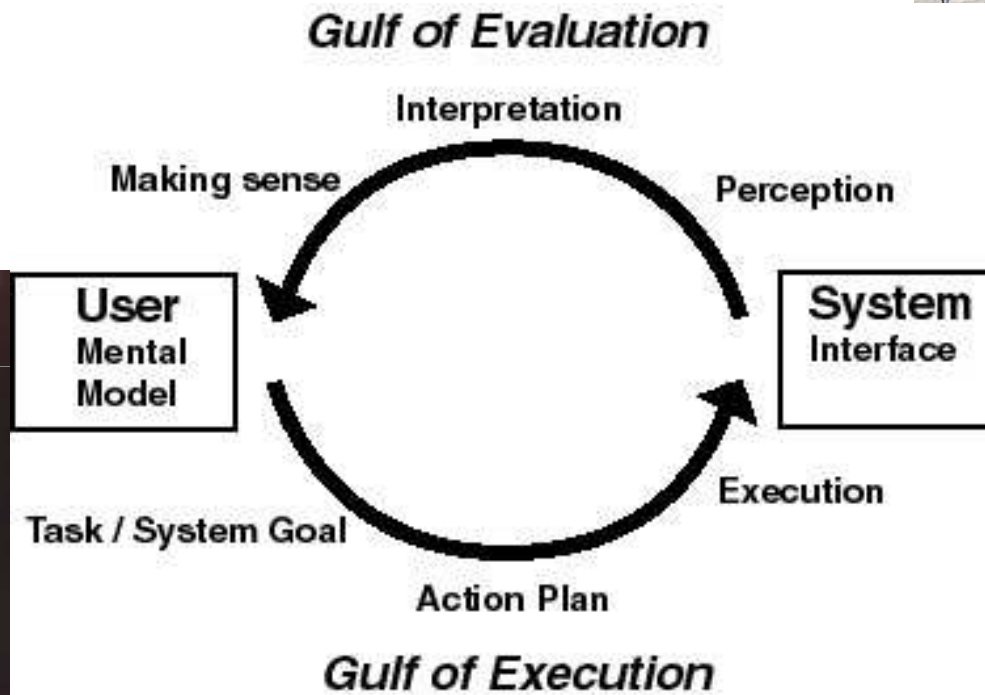 Gulf of Evaluation
Interpretation
Making sense
Perception
User
Mental
Model
System
Interface
Task / System Goal
Execution
Action Plan
Gulf of Execution